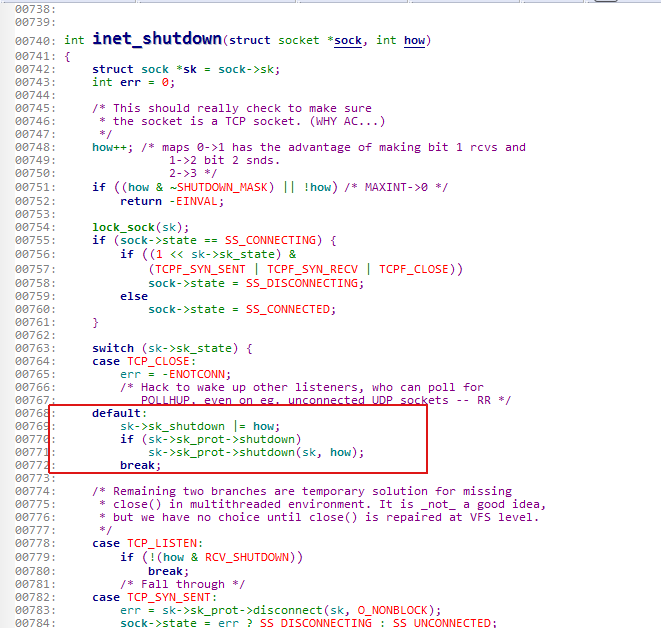 00738:
00739:
00740: int inet_shutdown(struct socket *sock, int how)
00741: {
00742:     struct sock *sk = sock->sk;
00743:     int err = 0;
00744:
00745:     /* This should really check to make sure
00746:      * the socket is a TCP socket. (WHY AC...)
00747:      */
00748:     how++; /* maps 0->1 has the advantage of making bit 1 rcvs and
00749:                1->2 bit 2 snds.
00750:                2->3 */
00751:     if ((how & ~SHUTDOWN_MASK) || !how) /* MAXINT->0 */
00752:         return -EINVAL;
00753:
00754:     lock_sock(sk);
00755:     if (sock->state == SS_CONNECTING) {
00756:         if ((1 << sk->sk_state) &
00757:             (TCPF_SYN_SENT | TCPF_SYN_RECV | TCPF_CLOSE))
00758:             sock->state = SS_DISCONNECTING;
00759:         else
00760:             sock->state = SS_CONNECTED;
00761:     }
00762:
00763:     switch (sk->sk_state) {
00764:     case TCP_CLOSE:
00765:         err = -ENOTCONN;
00766:         /* Hack to wake up other listeners, who can poll for
00767:            POLLHUP, even on eg. unconnected UDP sockets -- RR */
00768:     default:
00769:         sk->sk_shutdown |= how;
00770:         if (sk->sk_prot->shutdown)
00771:             sk->sk_prot->shutdown(sk, how);
00772:         break;
00773:
00774:     /* Remaining two branches are temporary solution for missing
00775:      * close() in multithreaded environment. It is _not_ a good idea,
00776:      * but we have no choice until close() is repaired at VFS level.
00777:      */
00778:     case TCP_LISTEN:
00779:         if (!(how & RCV_SHUTDOWN))
00780:             break;
00781:         /* Fall through */
00782:     case TCP_SYN_SENT:
00783:         err = sk->sk_prot->disconnect(sk, O_NONBLOCK);
00784:         sock->state = err ? SS_DISCONNECTING : SS_UNCONNECTED;